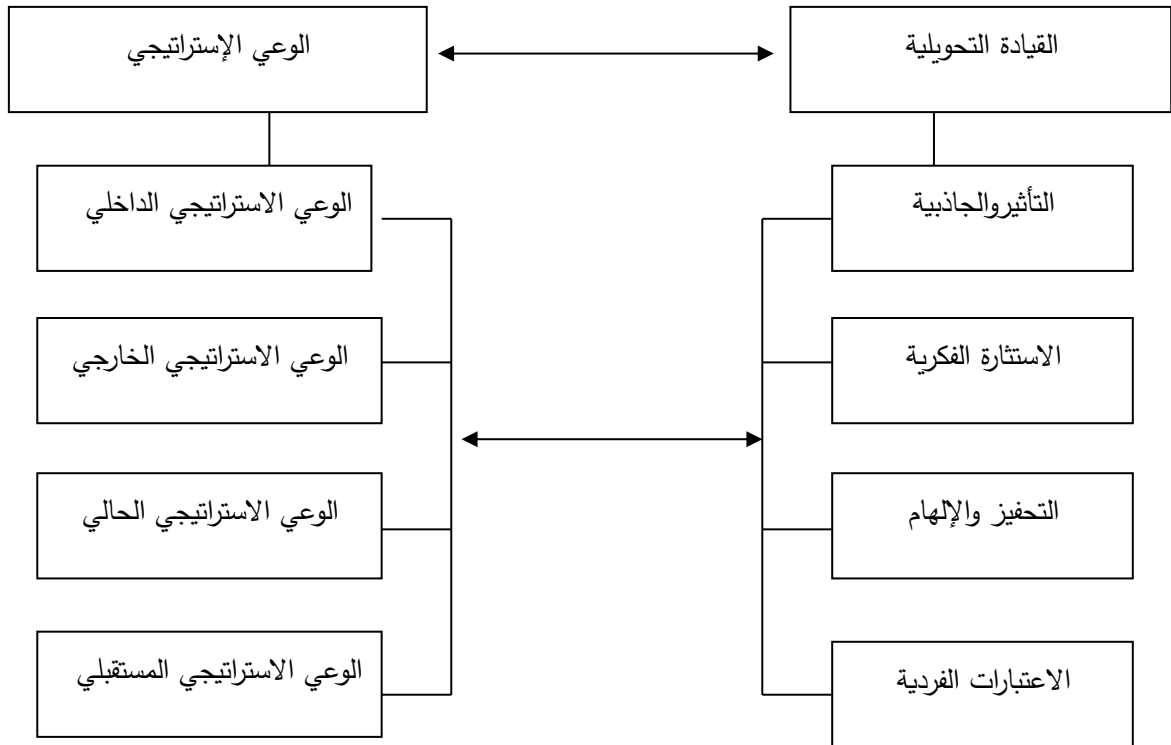 القيادة التحويلية
الوعي الإستراتيجي
التأثيروالجاذبية
الوعي الاستراتيجي الداخلي
الاستثارة الفكرية
الوعي الاستراتيجي الخارجي
التحفيز والإلهام
الوعي الاستراتيجي الحالي
الاعتبارات الفردية
الوعي الاستراتيجي المستقبلي